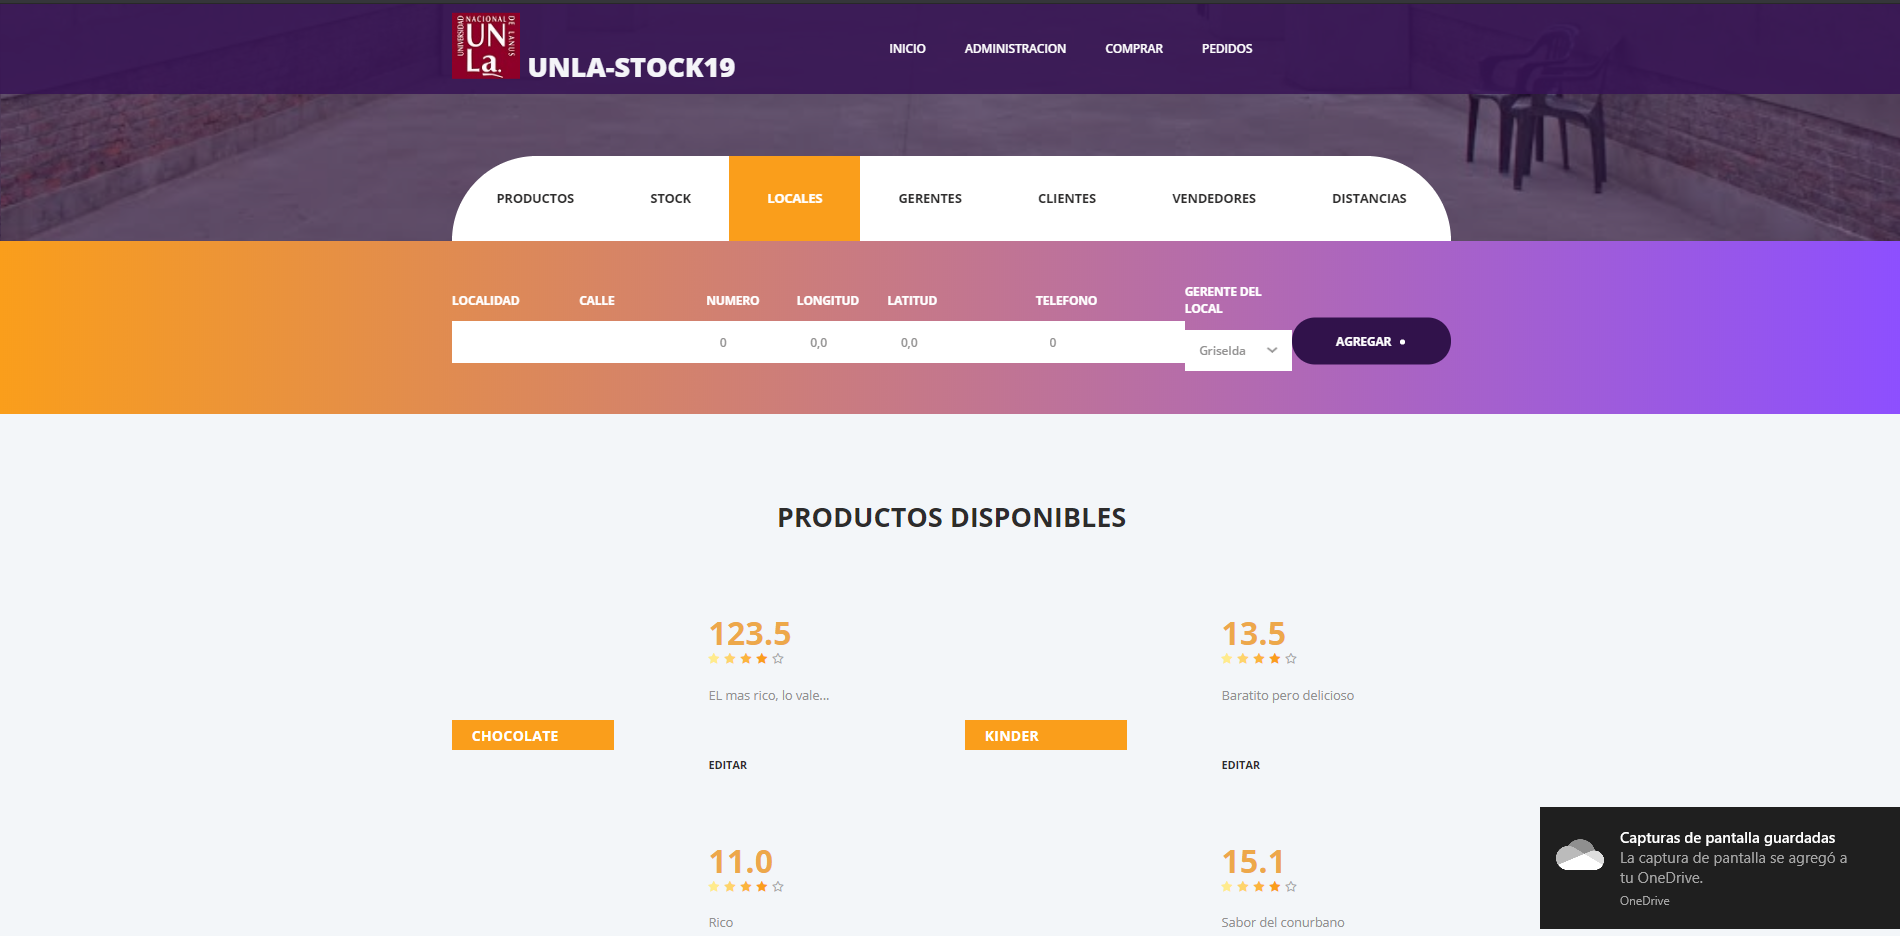 UNIVERSIDAD NACIONAL DE LANUS
UNLa.
UNLA-STOCK19
INICIO ADMINISTRACION COMPRAR PEDIDOS
PRODUCTOS STOCK LOCALES GERENTES CLIENTES VENDEDORES DISTANCIAS
LOCALIDAD CALLE NUMERO LONGITUD LATITUD TELEFONO GERENTE DEL
LOCAL
0 0,0 0,0 0 Griselda AGREGAR
PRODUCTOS DISPONIBLES
123.5 13.5
EL mas rico, lo vale... Baratito pero delicioso
CHOCOLATE KINDER
EDITAR EDITAR
11.0 15.1
Rico Sabor del conurbano
Capturas de pantalla guardadas
La captura de pantalla se agregó a
tu OneDrive.
OneDrive